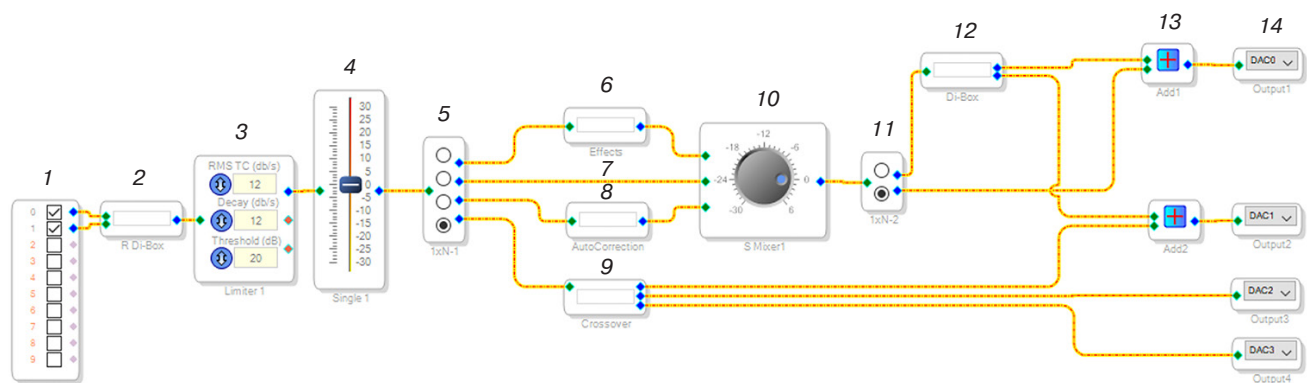 1
0
1
2
3
4
5
6
7
8
9
2
R Di-Box
3
RMS TC (db/s)
12
Decay (db/s)
12
Threshold (dB)
20
Limiter 1
4
30
25
20
15
10
5
0
-5
-10
-15
-20
-25
-30
Single 1
5
1xN-1
6
Effects
7
8
AutoCorrection
9
Crossover
10
-12
-18
-6
-24
0
-30
6
S Mixer1
11
1xN-2
12
Di-Box
13
Add1
Add2
14
DAC0
Output1
DAC1
Output2
DAC2
Output3
DAC3
Output4